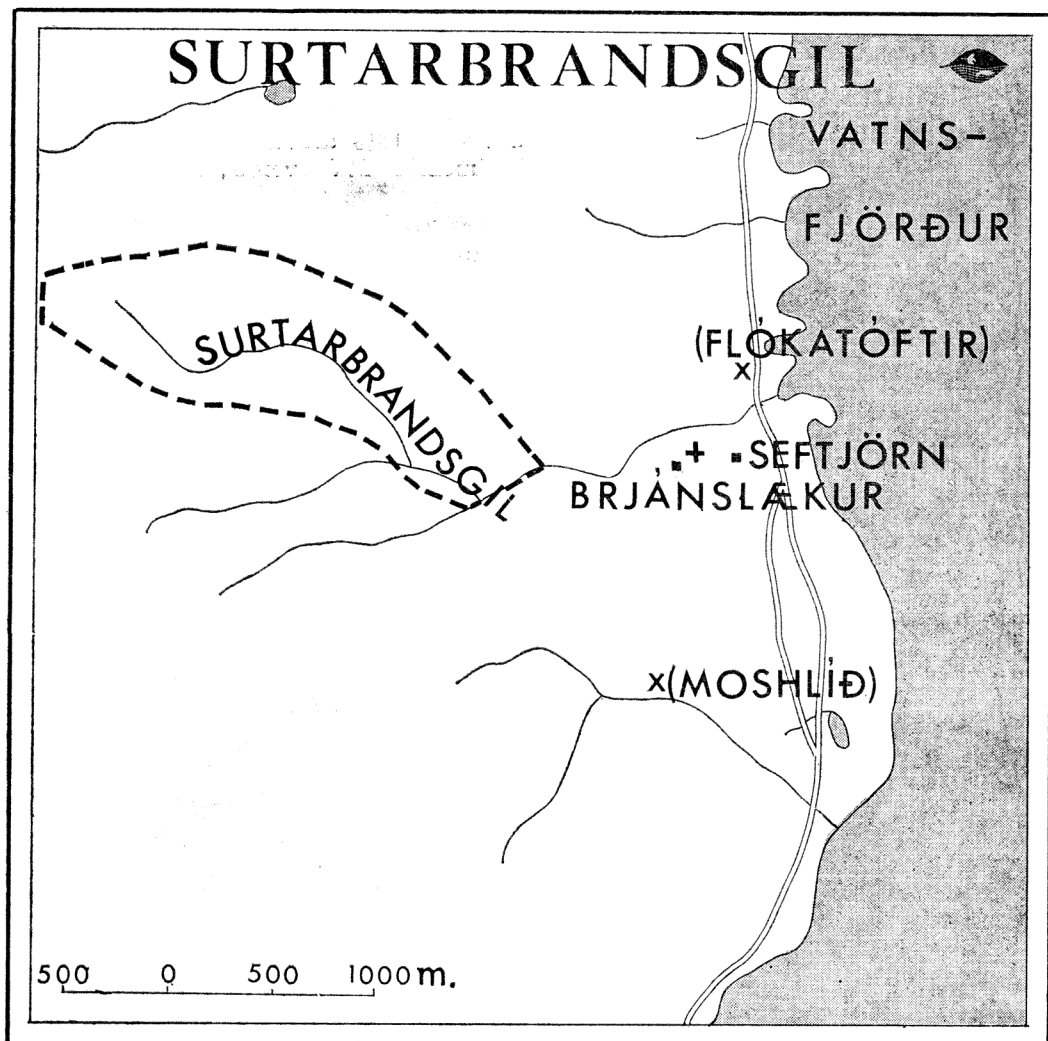 SURTARBRANDSGIL
VATNS-
FJÖRÐUR
(FLÓKATÓFTIR)
x
SURTARBRANDSGIL
+ SEFTJÖRN
BRJÁNSLÆKUR
x(MOSHLÍÐ)
500 0 500 1000 m.